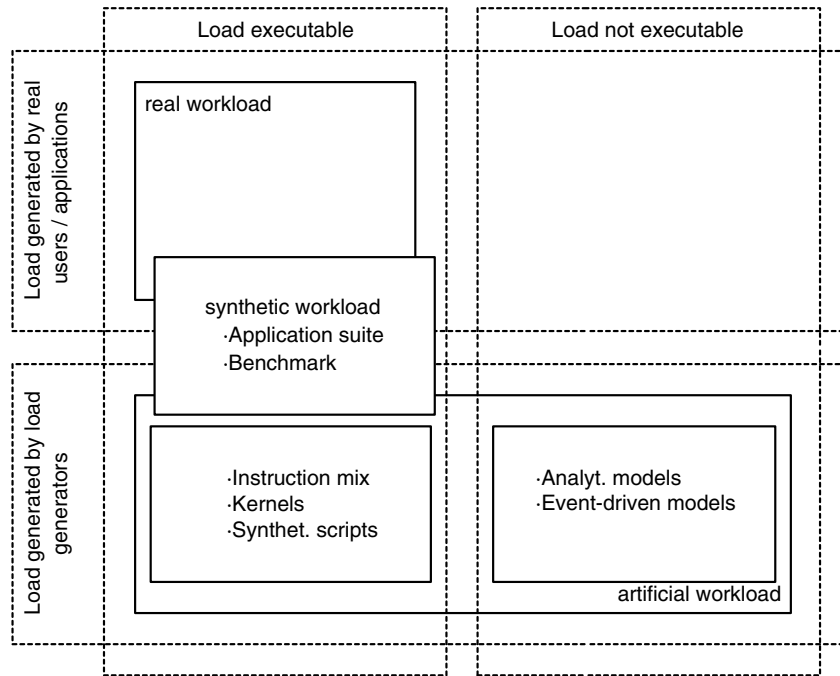 Load executable
Load not executable
Load generated by real
users / applications
real workload
synthetic workload
·Application suite
·Benchmark
Load generated by load
generators
·Instruction mix
·Kernels
·Synthet. scripts
·Analyt. models
·Event-driven models
artificial workload